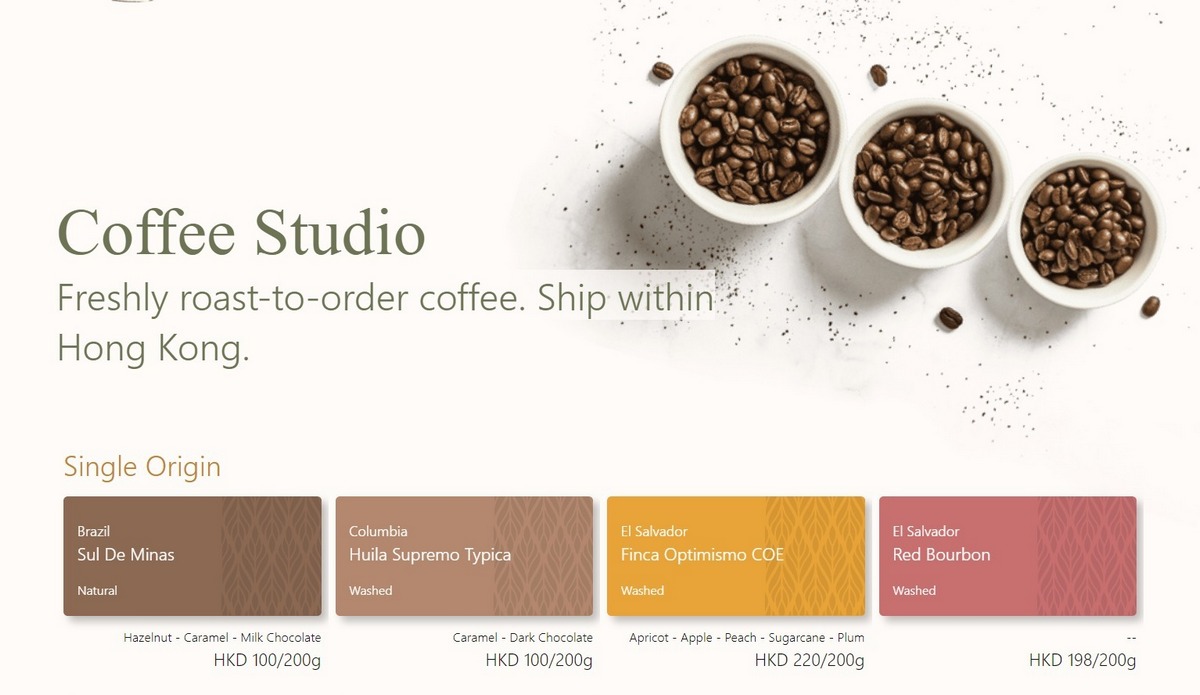 Coffee Studio
Freshly roast-to-order coffee. Ship within
Hong Kong.
Single Origin
Brazil
Sul De Minas
Natural
Hazelnut - Caramel - Milk Chocolate
HKD 100/200g
Columbia
Huila Supremo Typica
Washed
Caramel - Dark Chocolate
HKD 100/200g
El Salvador
Finca Optimismo COE
Washed
Apricot - Apple - Peach - Sugarcane - Plum
HKD 220/200g
El Salvador
Red Bourbon
Washed
--
HKD 198/200g